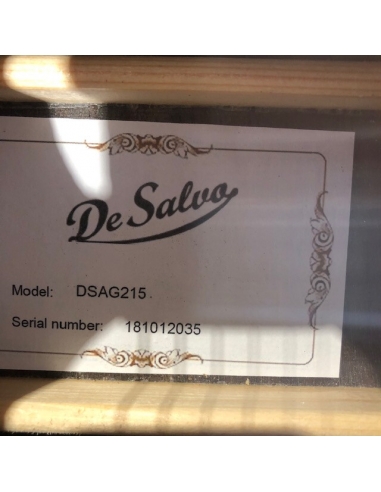 De Salvo
Model: DSAG215
Serial number: 181012035